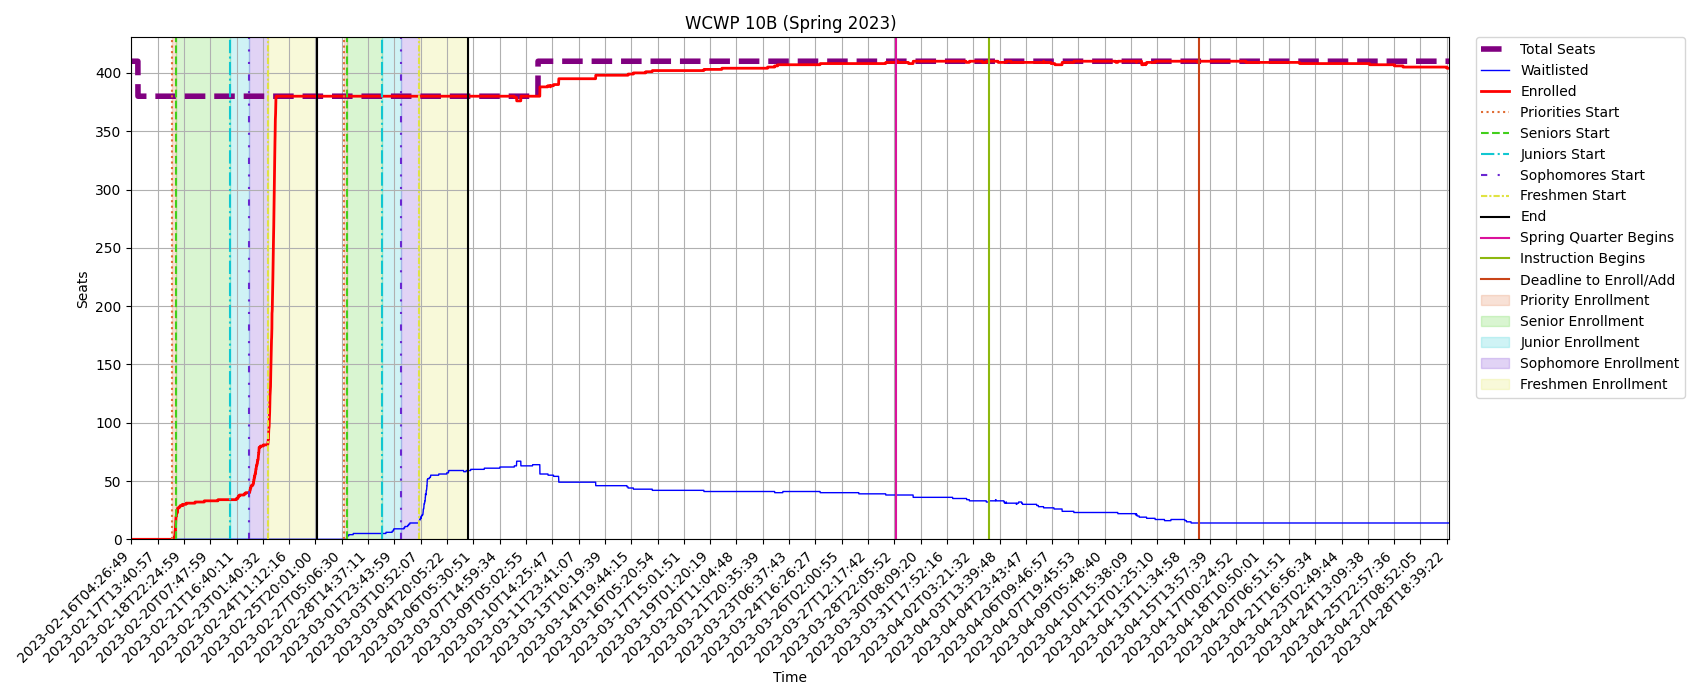 WCWP 10B (Spring 2023)
Seats
400
350
300
250
200
150
100
50
0
2023-02-16T04:26:49
2023-02-17T13:40:57
2023-02-18T22:24:59
2023-02-20T07:47:59
2023-02-21T16:40:11
2023-02-23T01:40:32
2023-02-24T11:12:16
2023-02-25T20:01:00
2023-02-27T05:06:30
2023-02-28T14:37:11
2023-03-01T23:43:59
2023-03-03T10:52:07
2023-03-04T20:05:22
2023-03-06T05:30:51
2023-03-07T14:59:34
2023-03-09T05:02:55
2023-03-10T14:25:47
2023-03-11T23:41:07
2023-03-13T10:19:39
2023-03-14T19:44:15
2023-03-16T05:20:54
2023-03-17T15:01:51
2023-03-19T01:20:19
2023-03-20T11:04:48
2023-03-21T20:35:39
2023-03-23T06:37:43
2023-03-24T16:26:27
2023-03-26T02:00:55
2023-03-27T12:17:42
2023-03-28T22:05:52
2023-03-30T08:09:20
2023-03-31T17:52:16
2023-04-02T03:21:32
2023-04-03T13:39:48
2023-04-04T23:43:47
2023-04-06T09:46:57
2023-04-07T19:45:53
2023-04-09T05:48:40
2023-04-10T15:38:09
2023-04-12T01:25:10
2023-04-13T11:34:58
2023-04-15T13:57:39
2023-04-17T00:24:52
2023-04-18T10:50:01
2023-04-20T06:51:51
2023-04-21T16:56:34
2023-04-23T02:49:44
2023-04-24T13:09:38
2023-04-25T22:57:36
2023-04-27T08:52:05
2023-04-28T18:39:22
Time
Total Seats
Waitlisted
Enrolled
Priorities Start
Seniors Start
Juniors Start
Sophomores Start
Freshmen Start
End
Spring Quarter Begins
Instruction Begins
Deadline to Enroll/Add
Priority Enrollment
Senior Enrollment
Junior Enrollment
Sophomore Enrollment
Freshmen Enrollment